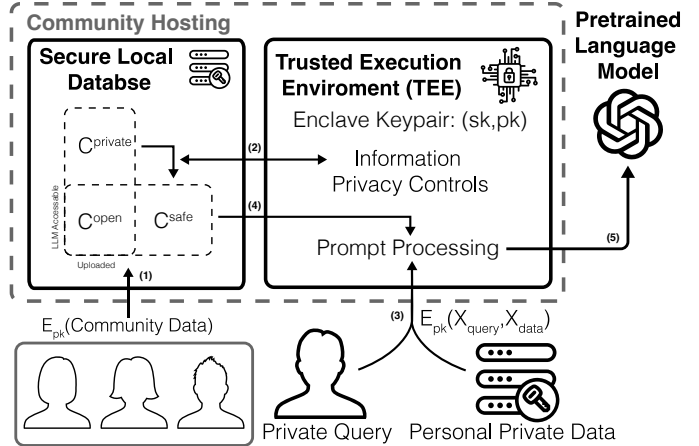 Community Hosting
Secure Local
Databse
Trusted Execution
Enviroment (TEE)
Enclave Keypair: (sk,pk)
Pretrained
Language
Model
Cprivate
(2)
Information
Privacy Controls
LLM Accessable
Copen
Csafe
(4)
Prompt Processing
(5)
Uploaded
(1)
Epk(Community Data)
(3)
Epk(Xquery,Xdata)
Private Query
Personal Private Data